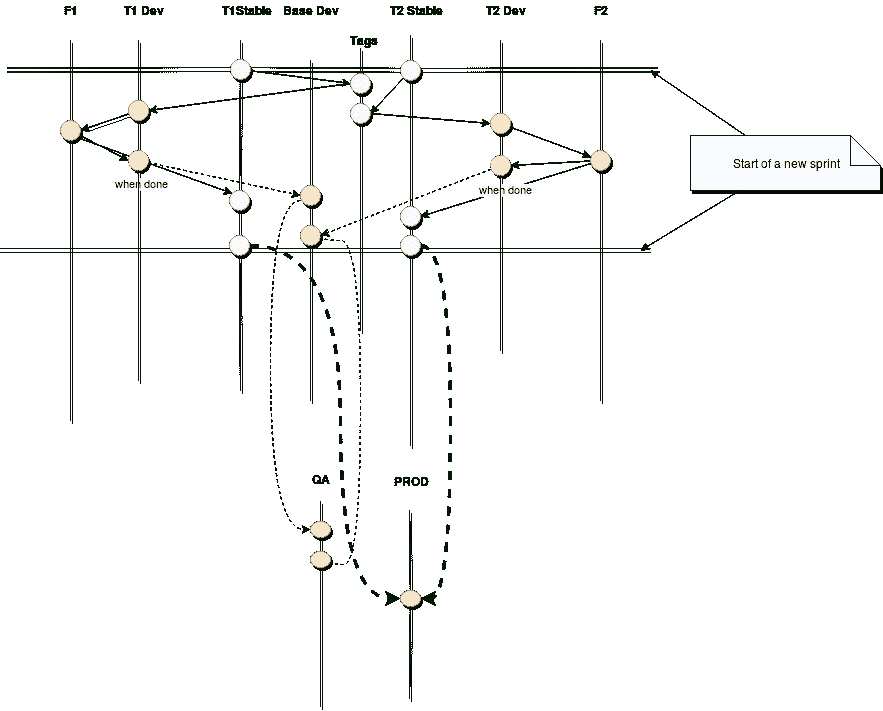 F1 T1 Dev T1Stable Base Dev T2 Stable T2 Dev F2
Tags
Start of a new sprint
when done
when done
QA PROD